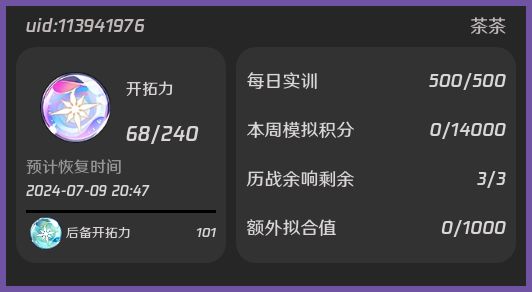 uid:113941976 茶茶
开拓力
68/240
预计恢复时间
2024-07-09 20:47
后备开拓力 101
每日实训 500/500
本周模拟积分 0/14000
历战余响剩余 3/3
额外拟合值 0/1000